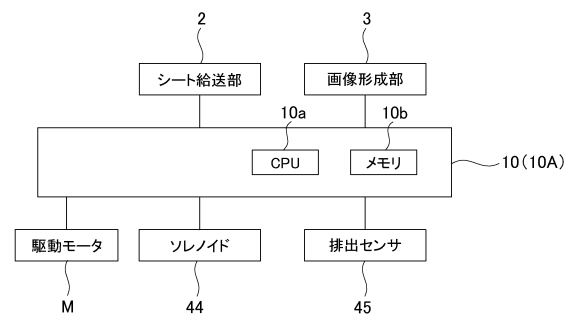 2 3
シート給送部 画像形成部
10a 10b
CPU メモリ
10(10A)
駆動モータ ソレノイド 排出センサ
M 44 45